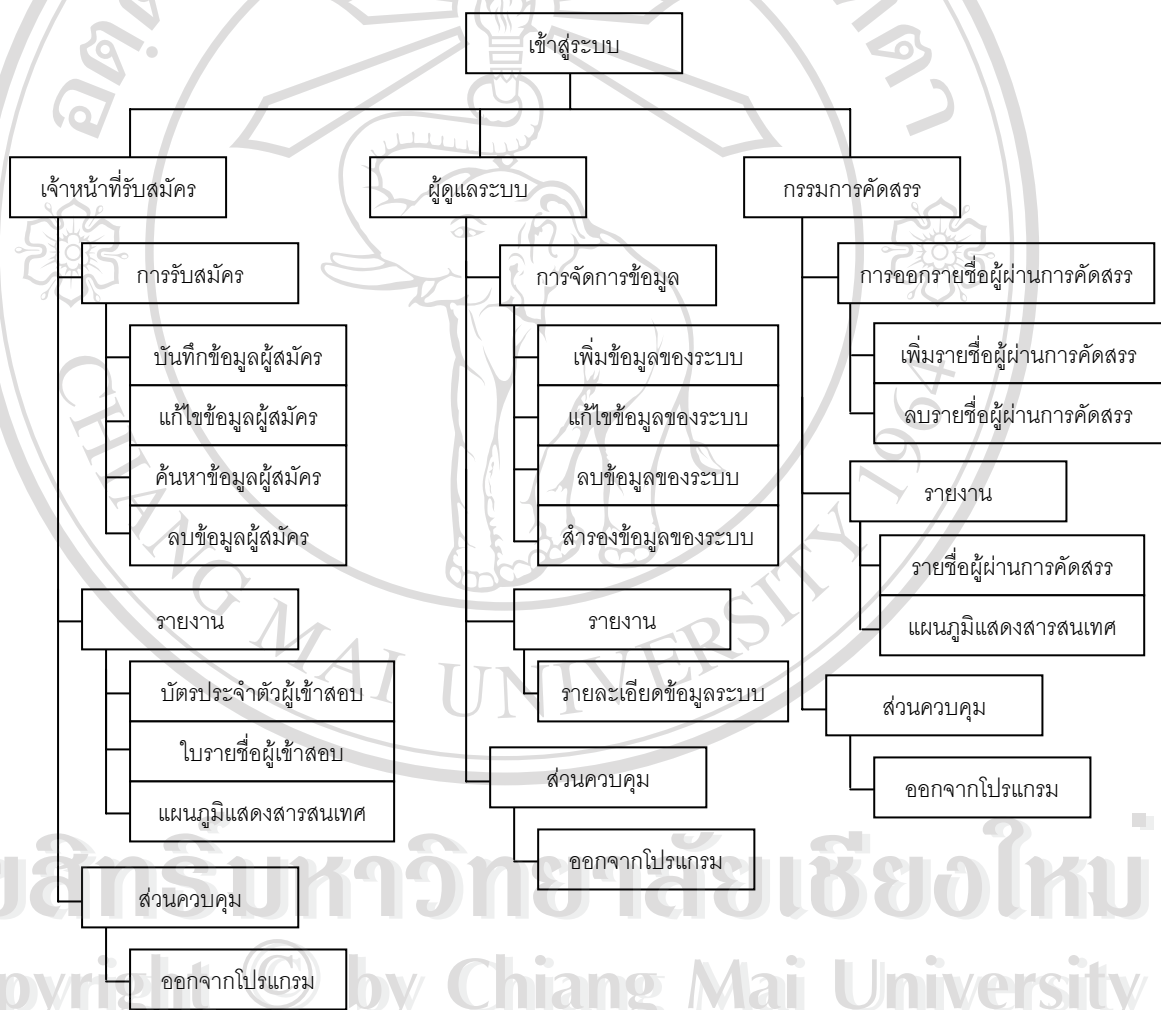 เข้าสู่ระบบ
เจ้าหน้าที่รับสมัคร
การรับสมัคร
บันทึกข้อมูลผู้สมัคร
แก้ไขข้อมูลผู้สมัคร
ค้นหาข้อมูลผู้สมัคร
ลบข้อมูลผู้สมัคร
รายงาน
บัตรประจำตัวผู้เข้าสอบ
ใบรายชื่อผู้เข้าสอบ
แผนภูมิแสดงสารสนเทศ
ส่วนควบคุม
ออกจากโปรแกรม
ผู้ดูแลระบบ
การจัดการข้อมูล
เพิ่มข้อมูลของระบบ
แก้ไขข้อมูลของระบบ
ลบข้อมูลของระบบ
สำรองข้อมูลของระบบ
รายงาน
รายละเอียดข้อมูลระบบ
ส่วนควบคุม
ออกจากโปรแกรม
กรรมการคัดสรร
การออกรายชื่อผู้ผ่านการคัดสรร
เพิ่มรายชื่อผู้ผ่านการคัดสรร
ลบรายชื่อผู้ผ่านการคัดสรร
รายงาน
รายชื่อผู้ผ่านการคัดสรร
แผนภูมิแสดงสารสนเทศ
ส่วนควบคุม
ออกจากโปรแกรม
CHIANG MAI UNIVERSITY 1964
มหาวิทยาลัยเชียงใหม่
by Chiang Mai University